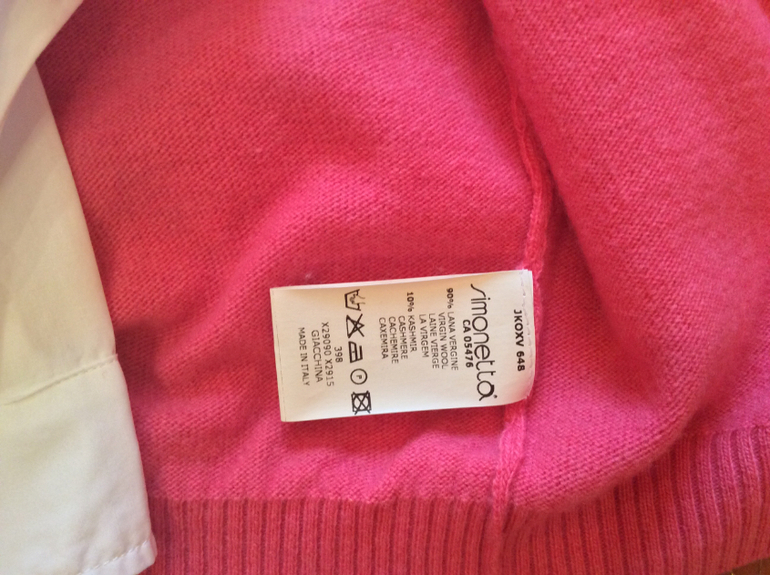 JKOXV 648
simonetta
CA 05476
90% LANA VERGINE
VIRGIN WOOL
LAINE VIERGE
LA VIRGEM
10% KASHMIR
CASHMERE
CACHEMIRE
CAXEMIRA
P
398
X29090 X2915
GIACCHINA
MADE IN ITALY